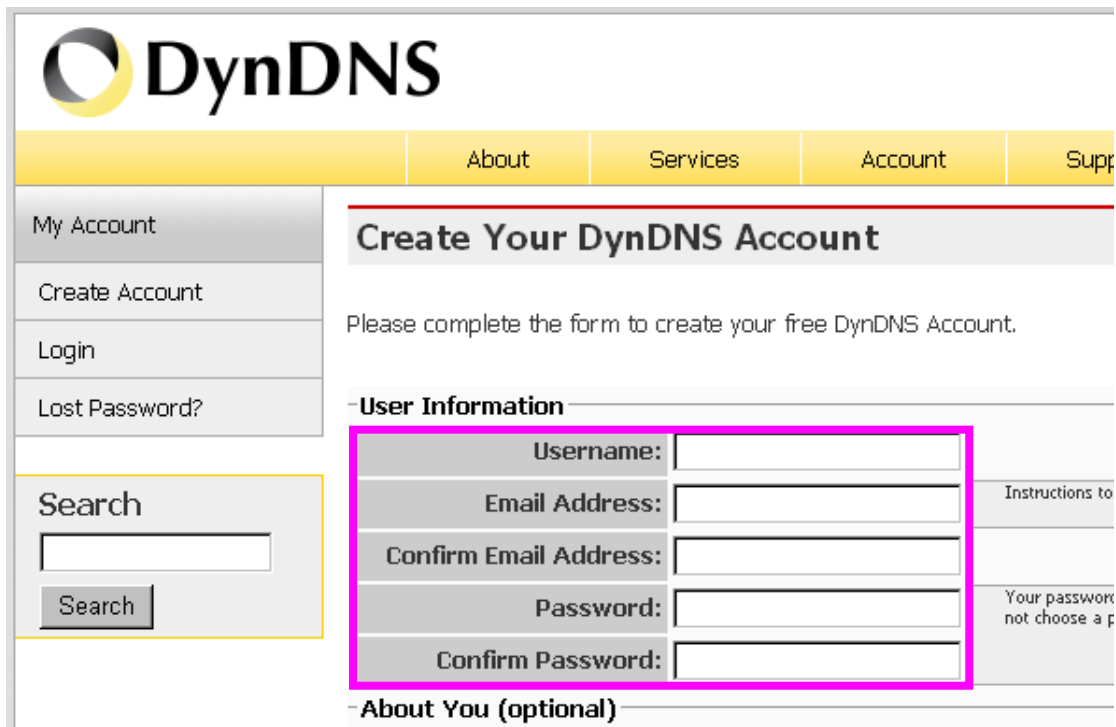 DynDNS
About Services Account
My Account
Create Account
Login
Lost Password?
Search
Search
Create Your DynDNS Account
Please complete the form to create your free DynDNS Account.
User Information
Username:
Email Address:
Instructions to
Confirm Email Address:
Password:
Your password
not choose a
Confirm Password:
About You (optional)